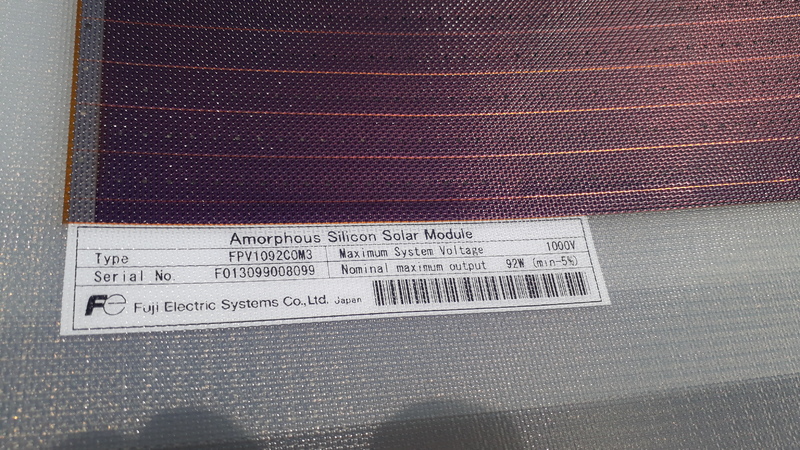 Amorphous Silicon Solar Module
Type FPV1092COM3 Maximum System Voltage 1000V
Serial No. F013099008099 Nominal maximum output 92W (min-5%)
Fe Fuji Electric Systems Co.,Ltd. Japan